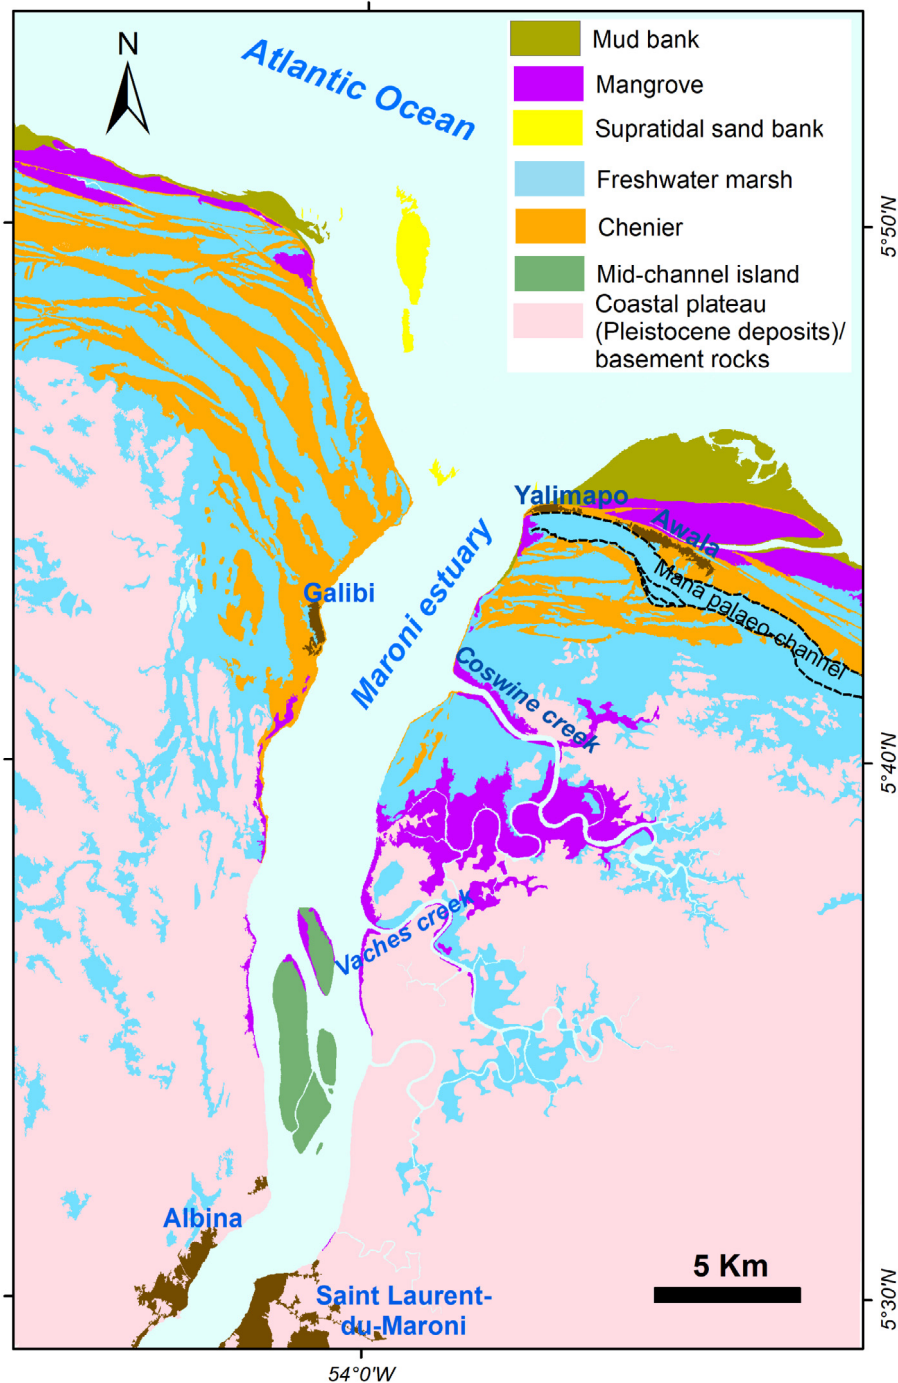 N
Atlantic Ocean
Mud bank
Mangrove
Supratidal sand bank
Freshwater marsh
Chenier
Mid-channel island
Coastal plateau
(Pleistocene deposits)/
basement rocks
5°50'N
Yalimapo
Awala
Mana palaeo channel
Galibi
Maroni estuary
Coswine creek
5°40'N
Vaches creek
Albina
5 Km
Saint Laurent-
du-Maroni
5°30'N
54°0'W